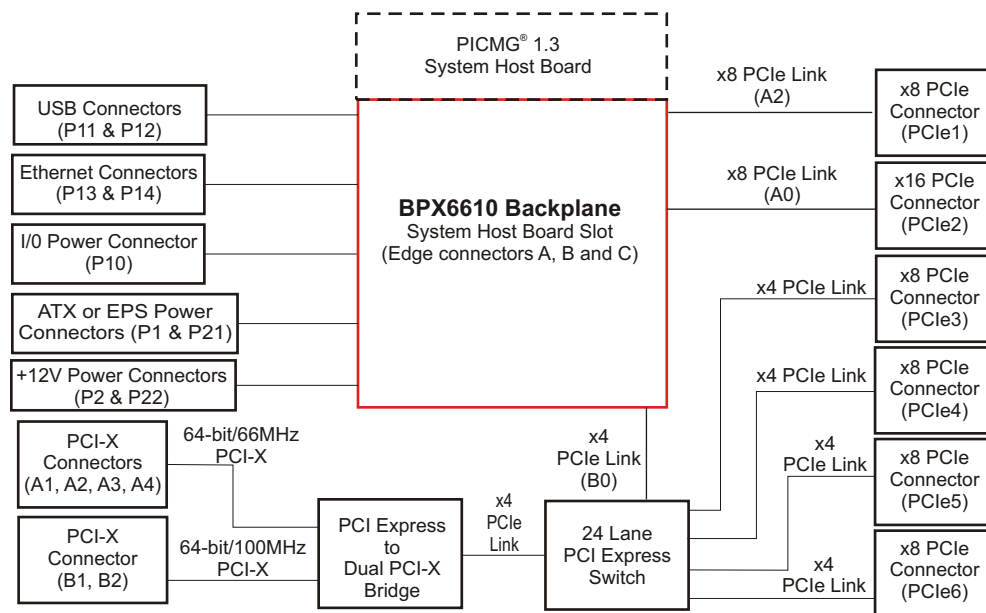 PICMG® 1.3
System Host Board
USB Connectors
(P11 & P12)
Ethernet Connectors
(P13 & P14)
I/0 Power Connector
(P10)
ATX or EPS Power
Connectors (P1 & P21)
+12V Power Connectors
(P2 & P22)
BPX6610 Backplane
System Host Board Slot
(Edge connectors A, B and C)
x8 PCIe Link
(A2)
x8 PCIe
Connector
(PCIe1)
x8 PCIe Link
(A0)
x16 PCIe
Connector
(PCIe2)
x4 PCIe Link
x8 PCIe
Connector
(PCIe3)
x4 PCIe Link
x8 PCIe
Connector
(PCIe4)
x4
PCIe Link
x8 PCIe
Connector
(PCIe5)
x4
PCIe Link
x8 PCIe
Connector
(PCIe6)
PCI-X
Connectors
(A1, A2, A3, A4)
64-bit/66MHz
PCI-X
PCI-X
Connector
(B1, B2)
64-bit/100MHz
PCI-X
PCI Express
to
Dual PCI-X
Bridge
x4
PCIe
Link
x4
PCIe Link
(B0)
24 Lane
PCI Express
Switch